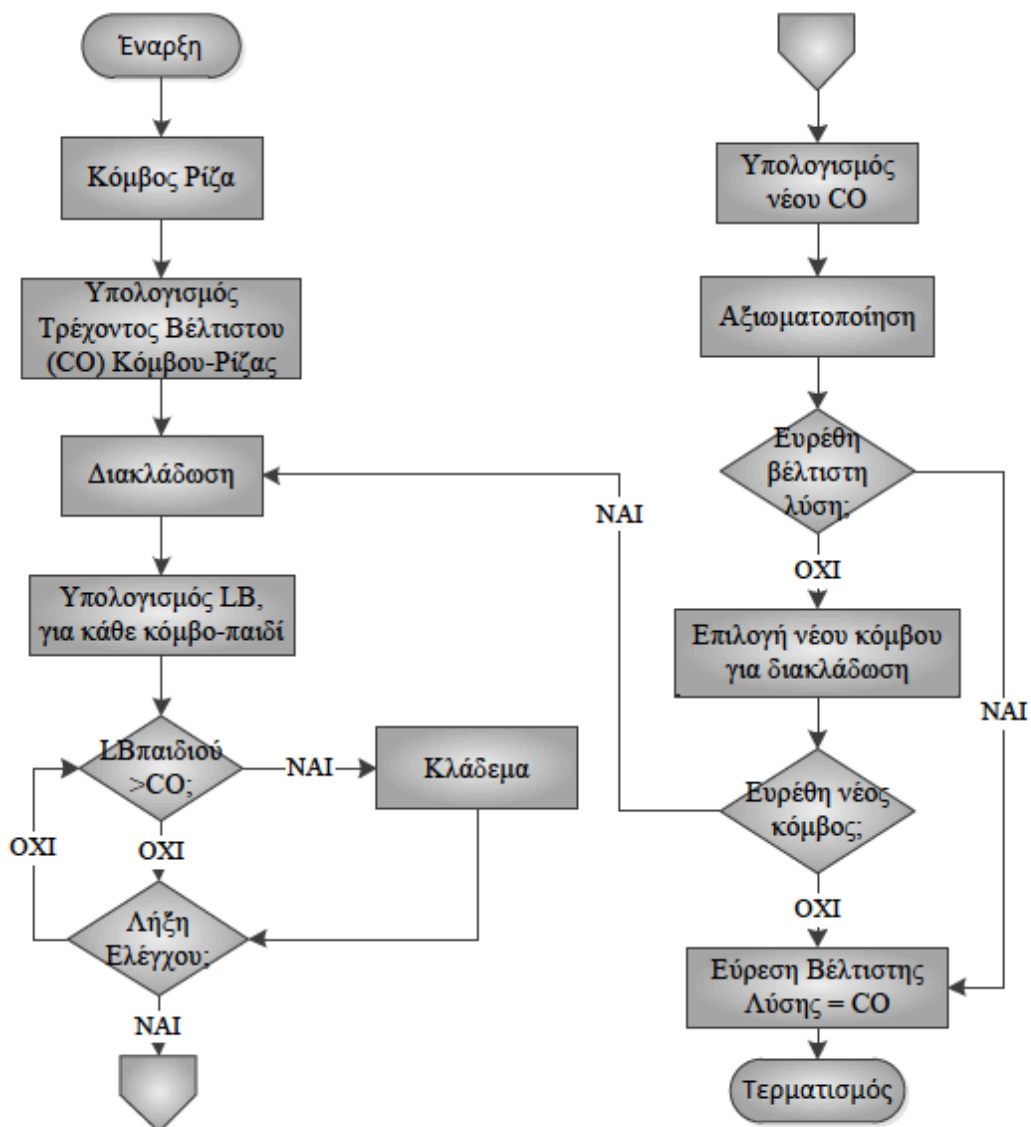 Έναρξη
Κόμβος Ρίζα
Υπολογισμός
Τρέχοντος Βέλτιστου
(CO) Κόμβου-Ρίζας
Διακλάδωση
Υπολογισμός LB,
για κάθε κόμβο-παιδί
LBπαιδιού
>CO;
ΝΑΙ
Κλάδεμα
ΟΧΙ
ΟΧΙ
Λήξη
Ελέγχου;
ΝΑΙ
Υπολογισμός
νέου CO
Αξιωματοποίηση
Ευρέθη
βέλτιστη
λύση;
ΝΑΙ
ΟΧΙ
Επιλογή νέου κόμβου
για διακλάδωση
ΝΑΙ
Ευρέθη νέος
κόμβος;
ΟΧΙ
Εύρεση Βέλτιστης
Λύσης = CO
Τερματισμός